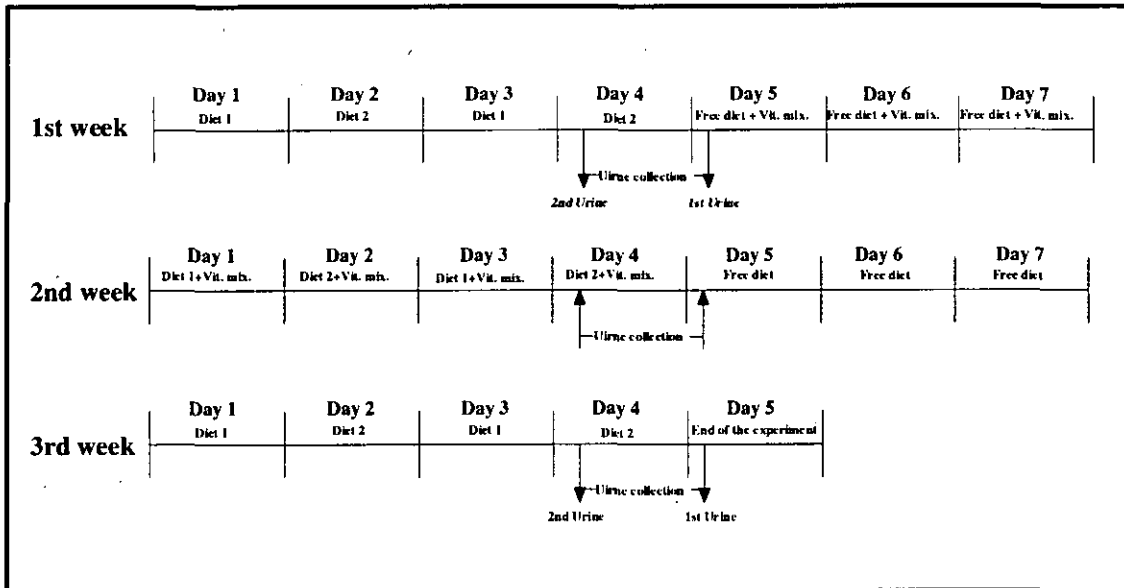 Day 1 Day 2 Day 3 Day 4 Day 5 Day 6 Day 7
Diet 1 Diet 2 Diet 1 Diet 2 Free diet + Vit. mix. Free diet + Vit. mix. Free diet + Vit. mix.
1st week
Uirne collection
2nd Urine 1st Urine
Day 1 Day 2 Day 3 Day 4 Day 5 Day 6 Day 7
Diet 1+Vit. mix. Diet 2+Vit. mix. Diet 1+Vit. mix. Diet 2+Vit. mix. Free diet Free diet Free diet
2nd week
Uirne collection
Day 1 Day 2 Day 3 Day 4 Day 5
Diet 1 Diet 2 Diet 1 Diet 2 End of the experiment
3rd week
Uirne collection
2nd Urine 1st Urine